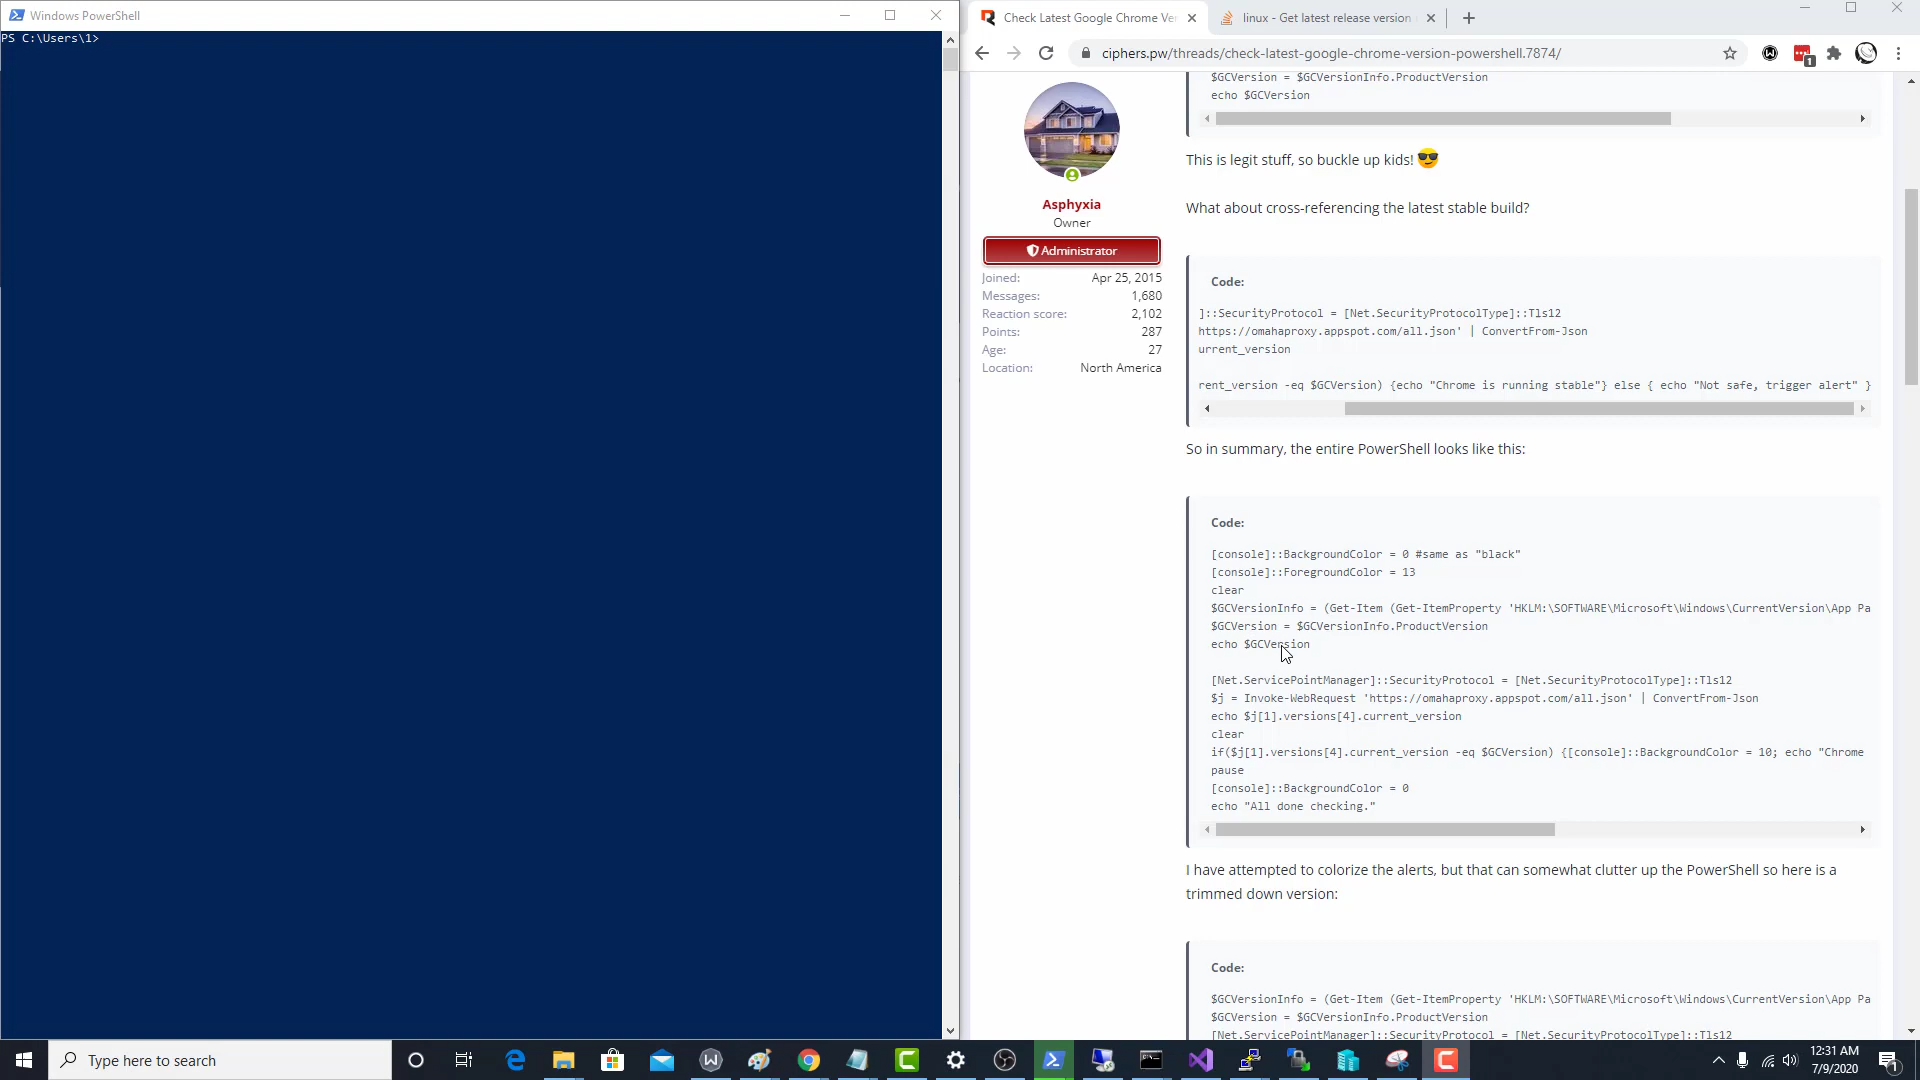 Windows PowerShell
PS C:\Users\1>
Check Latest Google Chrome Ver
linux - Get latest release version
ciphers.pw/threads/check-latest-google-chrome-version-powershell.7874/
1
Asphyxia
Owner
Administrator
Joined: Apr 25, 2015
Messages: 1,680
Reaction score: 2,102
Points: 287
Age: 27
Location: North America
$GCVersion = $GCVersionInfo.ProductVersion
echo $GCVersion
This is legit stuff, so buckle up kids!
What about cross-referencing the latest stable build?
Code:
]::SecurityProtocol = [Net.SecurityProtocolType]::Tls12
https://omahaproxy.appspot.com/all.json' | ConvertFrom-Json
urrent_version
rent_version -eq $GCVersion) {echo "Chrome is running stable"} else { echo "Not safe, trigger alert" }
So in summary, the entire PowerShell looks like this:
Code:
[console]::BackgroundColor = 0 #same as "black"
[console]::ForegroundColor = 13
clear
$GCVersionInfo = (Get-Item (Get-ItemProperty 'HKLM:\SOFTWARE\Microsoft\Windows\CurrentVersion\App Pa
$GCVersion = $GCVersionInfo.ProductVersion
echo $GCVersion
[Net.ServicePointManager]::SecurityProtocol = [Net.SecurityProtocolType]::Tls12
$j = Invoke-WebRequest 'https://omahaproxy.appspot.com/all.json' | ConvertFrom-Json
echo $j[1].versions[4].current_version
clear
if($j[1].versions[4].current_version -eq $GCVersion) {[console]::BackgroundColor = 10; echo "Chrome
pause
[console]::BackgroundColor = 0
echo "All done checking."
I have attempted to colorize the alerts, but that can somewhat clutter up the PowerShell so here is a
trimmed down version:
Code:
$GCVersionInfo = (Get-Item (Get-ItemProperty 'HKLM:\SOFTWARE\Microsoft\Windows\CurrentVersion\App Pa
$GCVersion = $GCVersionInfo.ProductVersion
[Net.ServicePointManager]::SecurityProtocol = [Net.SecurityProtocolType]::Tls12
Type here to search
12:31 AM
7/9/2020
1